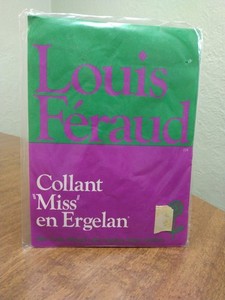 Louis
Féraud
Collant
'Miss'
en Ergelan